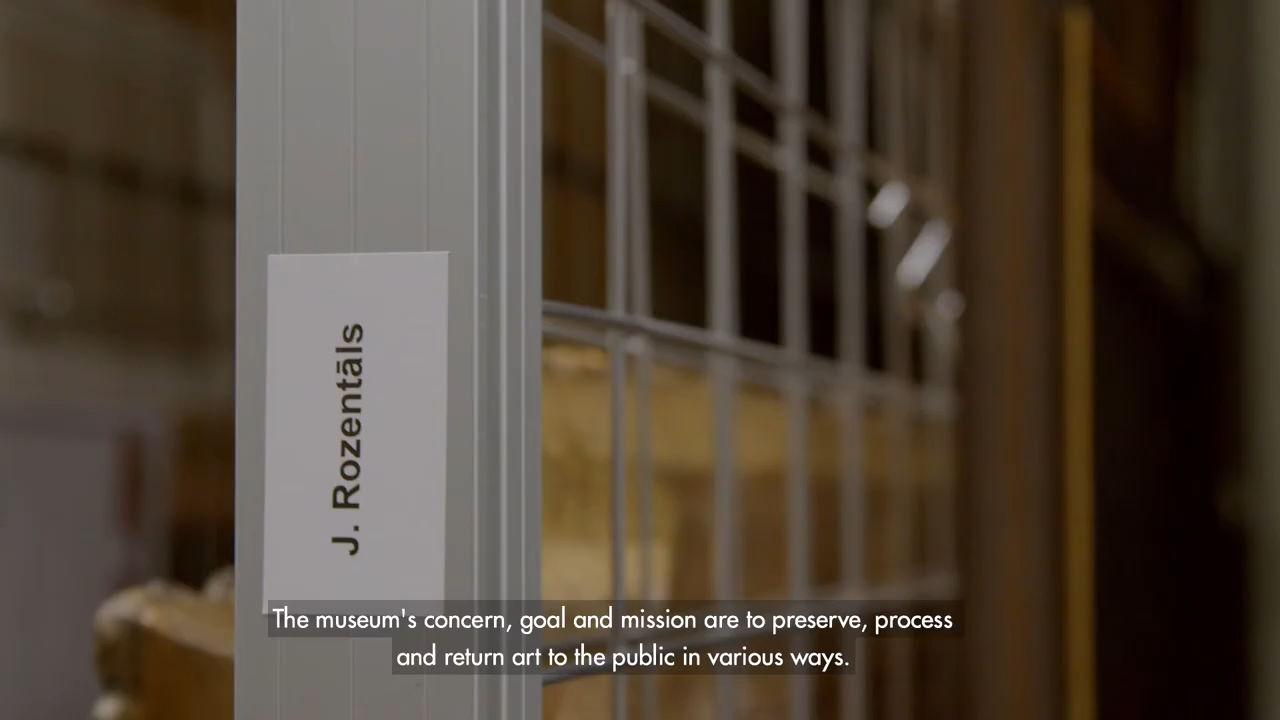 J. Rozentāls
The museum's concern, goal and mission are to preserve, process
and return art to the public in various ways.